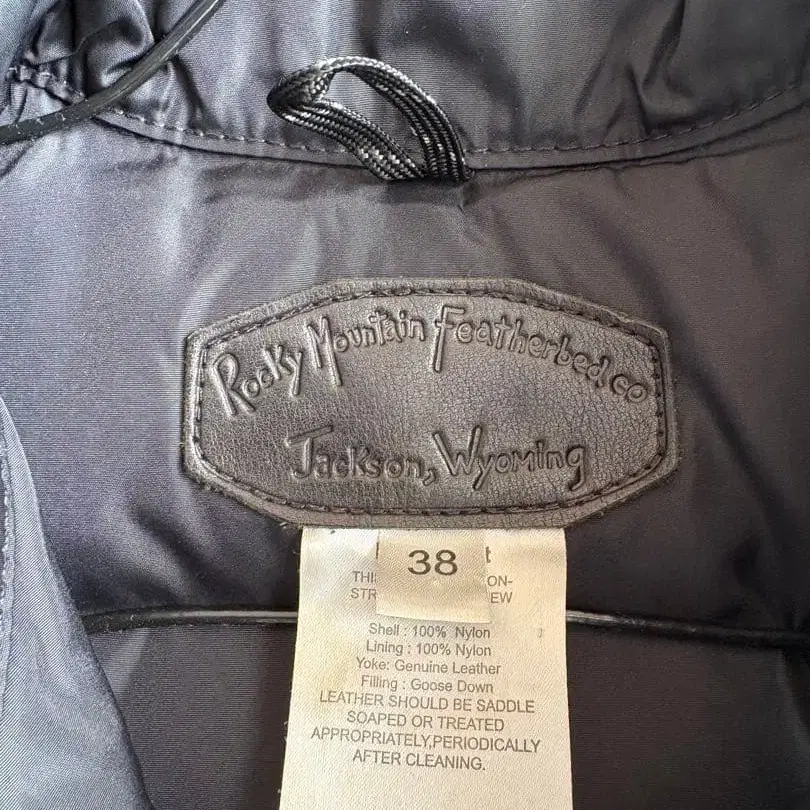 Rocky Mountain Featherbed.co
Jackson, Wyoming
38
Shell : 100% Nylon
Lining : 100% Nylon
Yoke: Genuine Leather
Filling : Goose Down
LEATHER SHOULD BE SADDLE
SOAPED OR TREATED
APPROPRIATELY,PERIODICALLY
AFTER CLEANING.